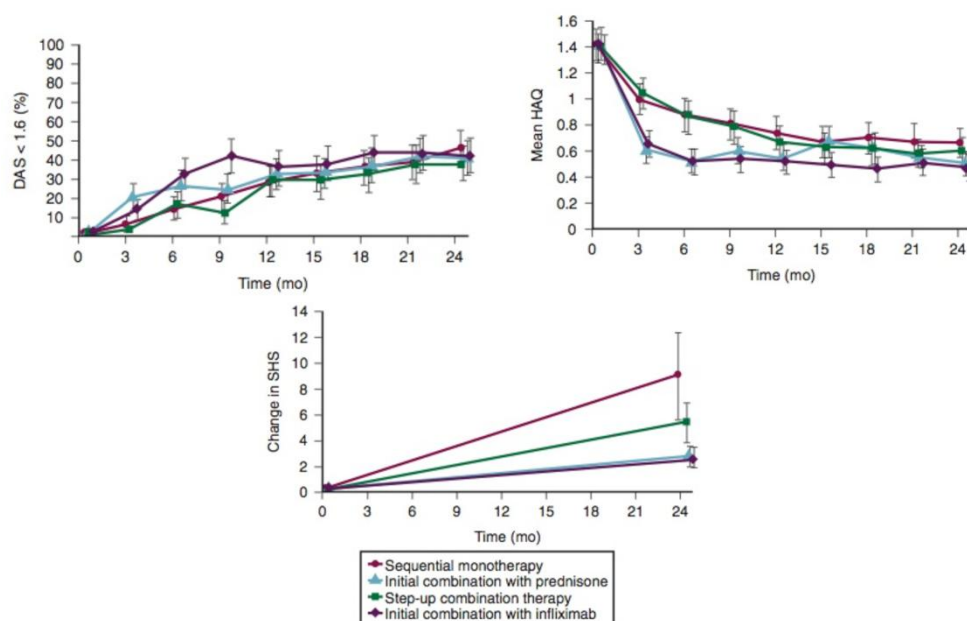 100
90
80
70
60
50
40
30
20
10
DAS < 1.6 (%)
0 3 6 9 12 15 18 21 24
Time (mo)
1.6
1.4
1.2
1
0.8
0.6
0.4
0.2
0
Mean HAQ
0 3 6 9 12 15 18 21 24
Time (mo)
14
12
10
8
6
4
2
0
Change in SHS
0 3 6 9 12 15 18 21 24
Time (mo)
Sequential monotherapy
Initial combination with prednisone
Step-up combination therapy
Initial combination with infliximab